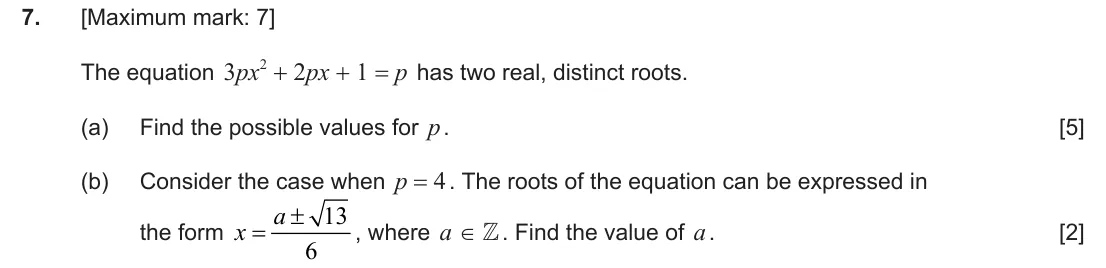 7. [Maximum mark: 7]
The equation 3px² + 2px + 1 = p has two real, distinct roots.
(a) Find the possible values for p. [5]
(b) Consider the case when p = 4. The roots of the equation can be expressed in
the form x = (a ± √13)/6, where a ∈ ℤ. Find the value of a. [2]